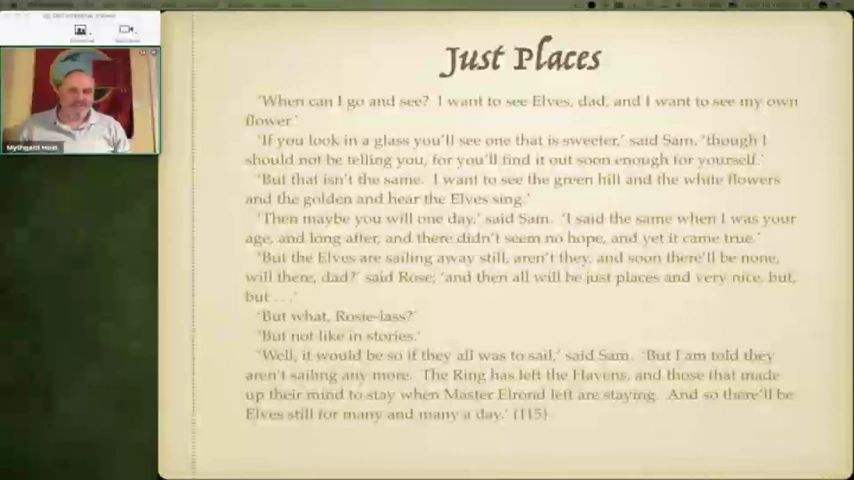 Mythgard Host
Just Places
'When can I go and see? I want to see Elves, dad, and I want to see my own
flower.'
'If you look in a glass you'll see one that is sweeter,' said Sam, 'though I
should not be telling you, for you'll find it out soon enough for yourself.'
'But that isn't the same. I want to see the green hill and the white flowers
and the golden and hear the Elves sing.'
'Then maybe you will one day,' said Sam. 'I said the same when I was your
age, and long after, and there didn't seem no hope, and yet it came true.'
'But the Elves are sailing away still, aren't they, and soon there'll be none,
will there, dad?' said Rose; 'and then all will be just places and very nice, but,
but . . .'
'But what, Rosie-lass?'
'But not like in stories.'
'Well, it would be so if they all was to sail,' said Sam. 'But I am told they
aren't sailing any more. The Ring has left the Havens, and those that made
up their mind to stay when Master Elrond left are staying. And so there'll be
Elves still for many and many a day.' (115)